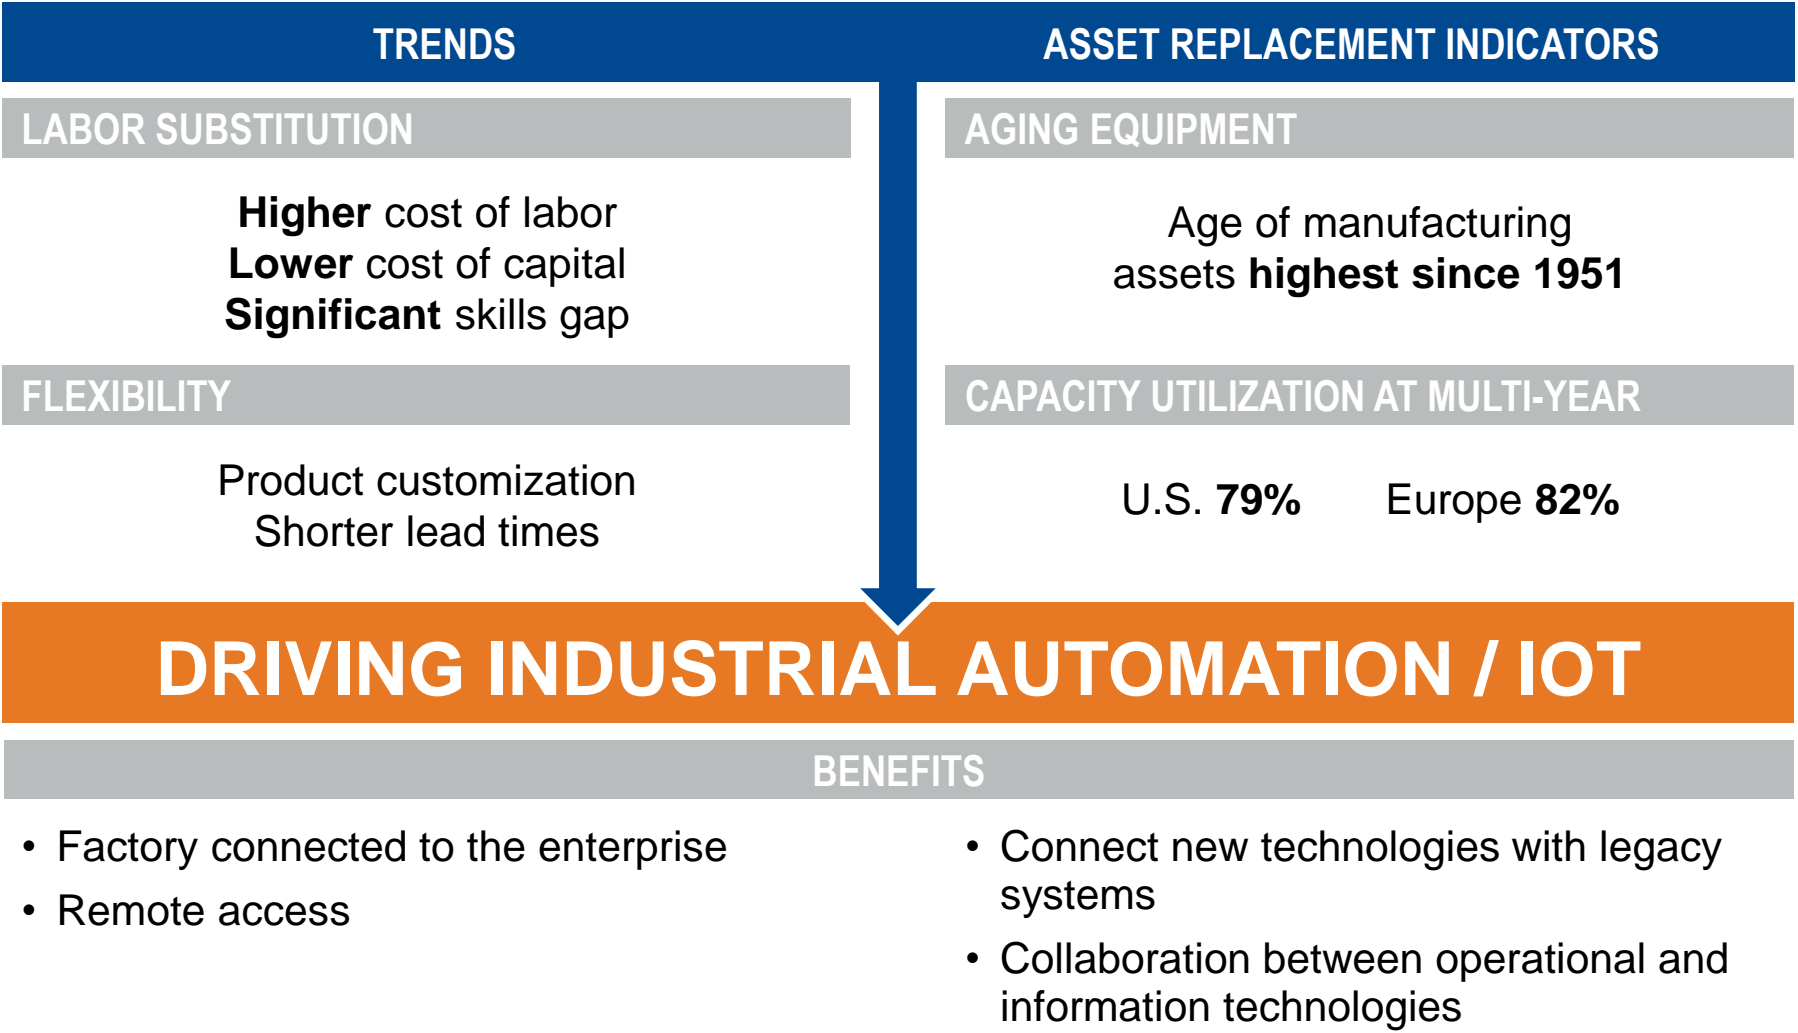 TRENDS
ASSET REPLACEMENT INDICATORS
LABOR SUBSTITUTION
Higher cost of labor
Lower cost of capital
Significant skills gap
FLEXIBILITY
Product customization
Shorter lead times
AGING EQUIPMENT
Age of manufacturing
assets highest since 1951
CAPACITY UTILIZATION AT MULTI-YEAR
U.S. 79% Europe 82%
DRIVING INDUSTRIAL AUTOMATION / IOT
BENEFITS
• Factory connected to the enterprise
• Remote access
• Connect new technologies with legacy
systems
• Collaboration between operational and
information technologies